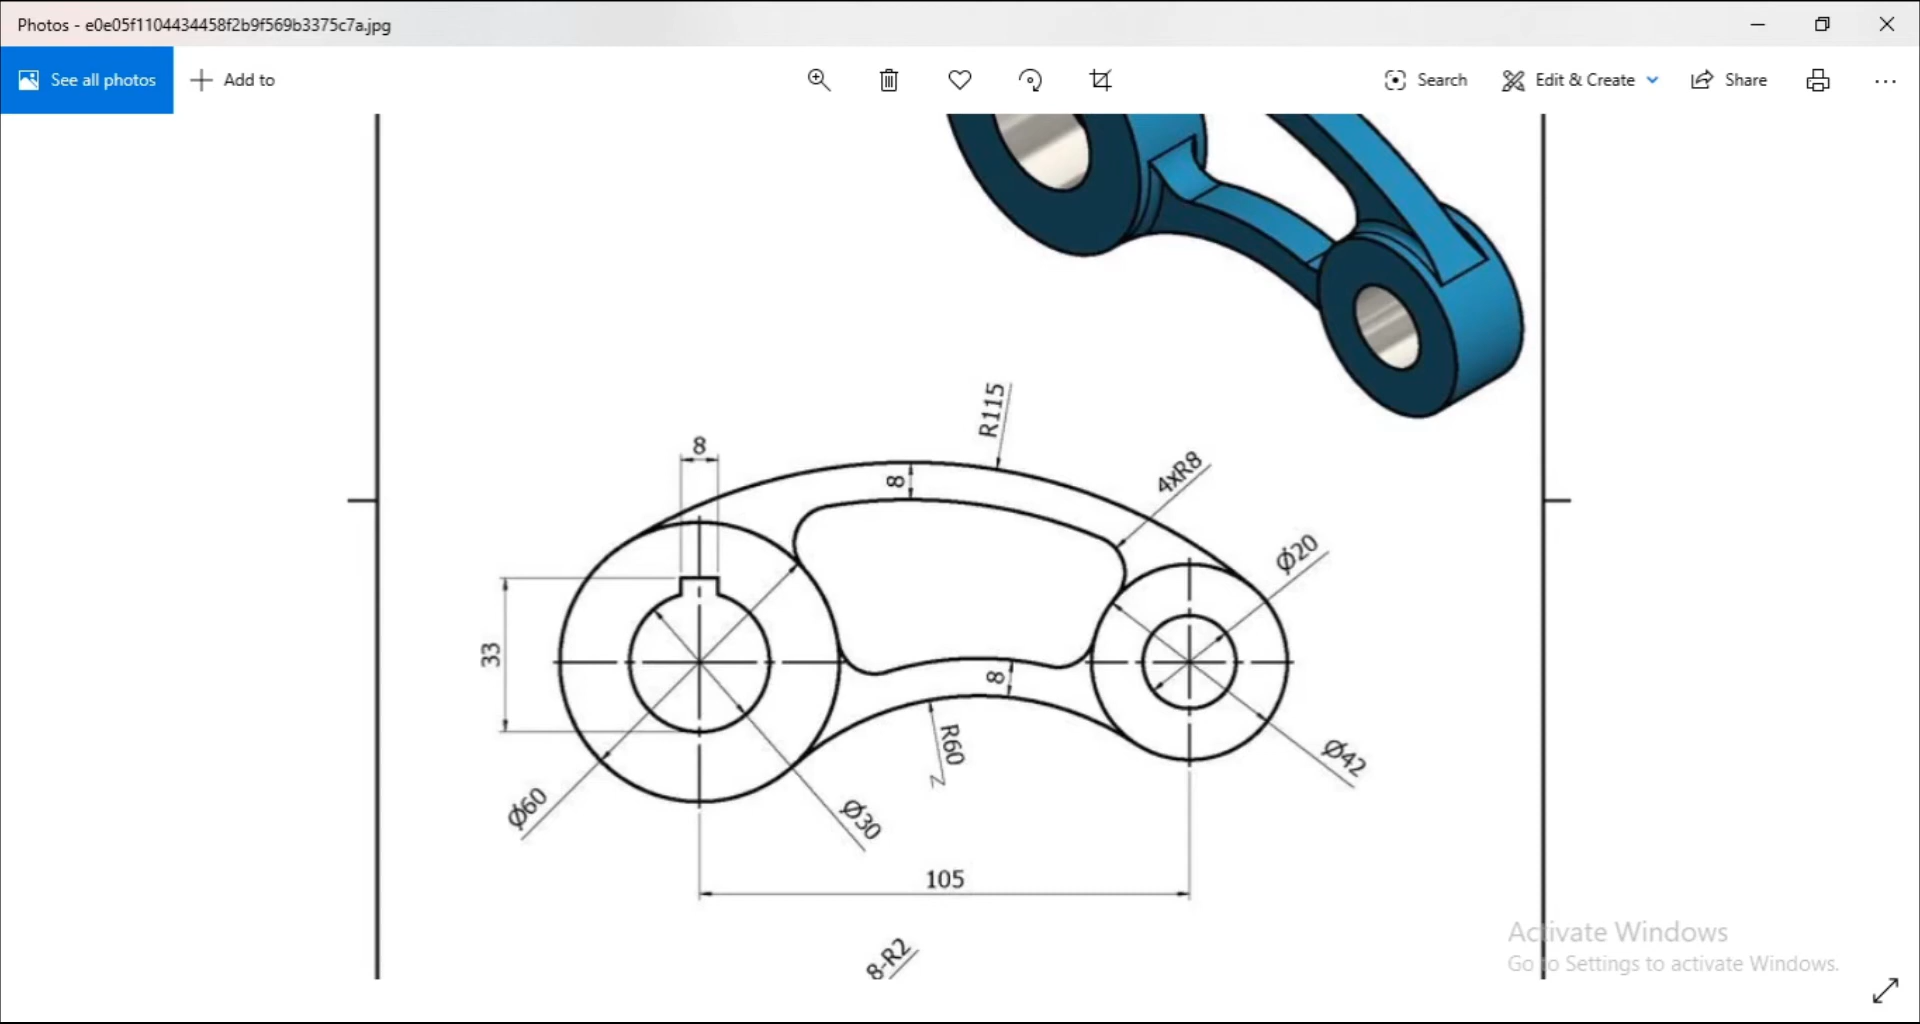 Photos - e0e05f1104434458f2b9f569b3375c7a.jpg
See all photos
Add to
Search
Edit & Create
Share
R115
8
8
4xR8
Ø20
33
8
R60
Ø42
Ø60
Ø30
105
8-R2
Activate Windows
Go to Settings to activate Windows.